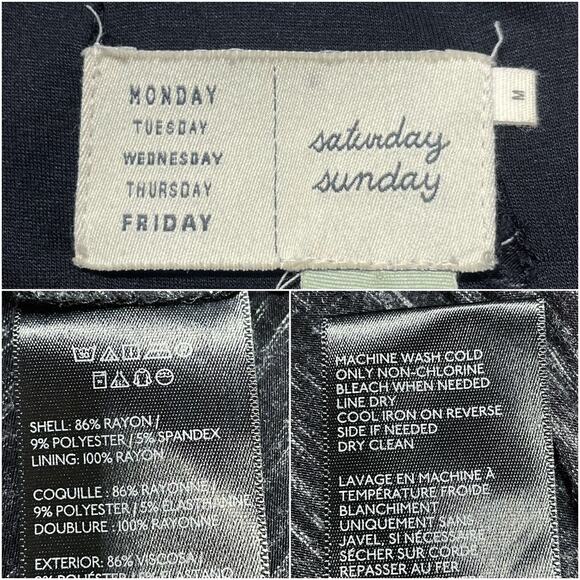 MONDAY
TUESDAY
WEDNESDAY
THURSDAY
FRIDAY
saturday
sunday
M
SHELL: 86% RAYON /
9% POLYESTER / 5% SPANDEX
LINING: 100% RAYON
COQUILLE : 86% RAYONNE/
9% POLYESTER / 5% ELASTHANNE
DOUBLURE : 100% RAYONNE
EXTERIOR: 86% VISCOSA/
MACHINE WASH COLD
ONLY NON-CHLORINE
BLEACH WHEN NEEDED
LINE DRY
COOL IRON ON REVERSE
SIDE IF NEEDED
DRY CLEAN
LAVAGE EN MACHINE À
TEMPÉRATURE FROIDE
BLANCHIMENT
UNIQUEMENT SANS
JAVEL, SI NÉCESSAIRE
SÉCHER SUR CORDE
REPASSER AU FER